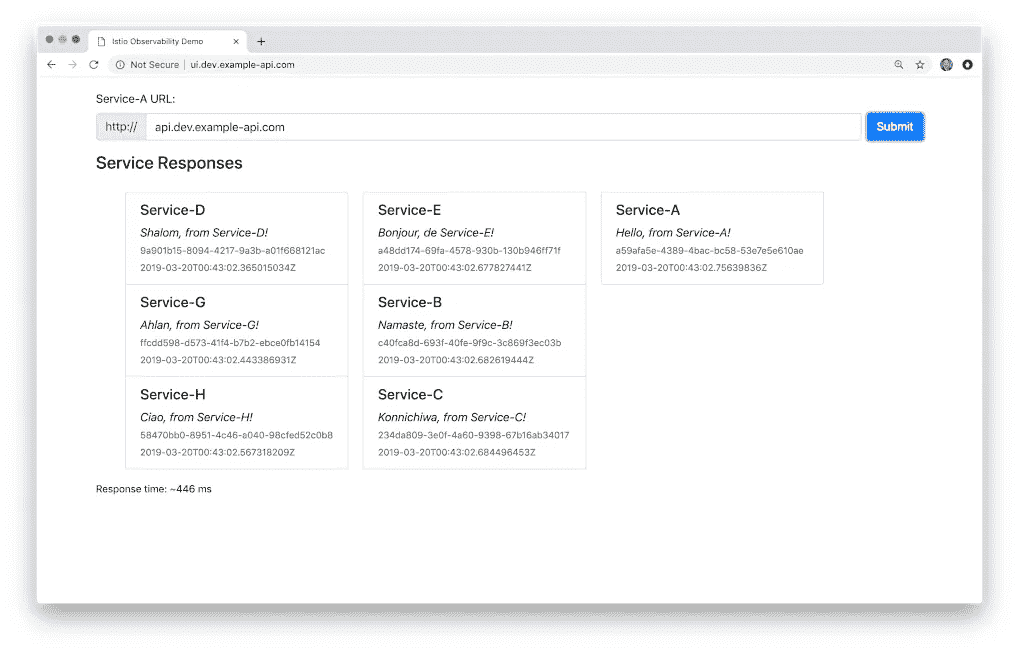 Istio Observability Demo
Not Secure | ui.dev.example-api.com
Service-A URL:
http:// api.dev.example-api.com Submit
Service Responses
Service-D
Shalom, from Service-D!
9a901b15-8094-4217-9a3b-a01f668121ac
2019-03-20T00:43:02.365015034Z
Service-G
Ahlan, from Service-G!
ffcdd598-d573-41f4-b7b2-ebce0fb14154
2019-03-20T00:43:02.443386931Z
Service-H
Ciao, from Service-H!
58470bb0-8951-4c46-a040-98cfed52c0b8
2019-03-20T00:43:02.567318209Z
Service-E
Bonjour, de Service-E!
a48dd174-69fa-4578-930b-130b946ff71f
2019-03-20T00:43:02.677827441Z
Service-B
Namaste, from Service-B!
c40fca8d-693f-40fe-9f9c-3c869f3ec03b
2019-03-20T00:43:02.682619444Z
Service-C
Konnichiwa, from Service-C!
234da809-3e0f-4a60-9398-67b16ab34017
2019-03-20T00:43:02.684496453Z
Service-A
Hello, from Service-A!
a59afa5e-4389-4bac-bc58-53e7e5e610ae
2019-03-20T00:43:02.75639836Z
Response time: ~446 ms